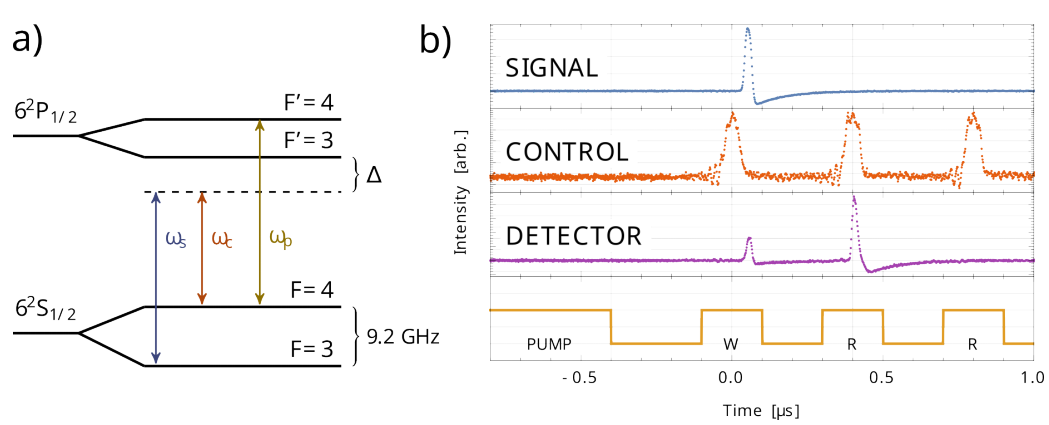 a)
6²P₁/₂
F’= 4
F’= 3
Δ
ωs
ωc
ωp
6²S₁/₂
F= 4
F= 3
9.2 GHz
b)
Intensity [arb.]
SIGNAL
CONTROL
DETECTOR
PUMP W R R
- 0.5 0.0 0.5 1.0
Time [µs]